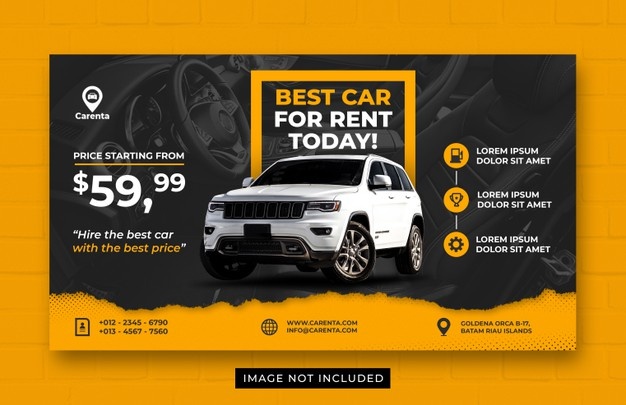 Carenta
BEST CAR
FOR RENT
TODAY!
PRICE STARTING FROM
$59,99
“Hire the best car
with the best price”
LOREM IPSUM
DOLOR SIT AMET
LOREM IPSUM
DOLOR SIT AMET
LOREM IPSUM
DOLOR SIT AMET
+012 - 2345 - 6790
+013 - 4567 - 7560
WWW.CARENTA.COM
INFO@CARENTA.COM
GOLDENA ORCA B-17,
BATAM RIAU ISLANDS
IMAGE NOT INCLUDED